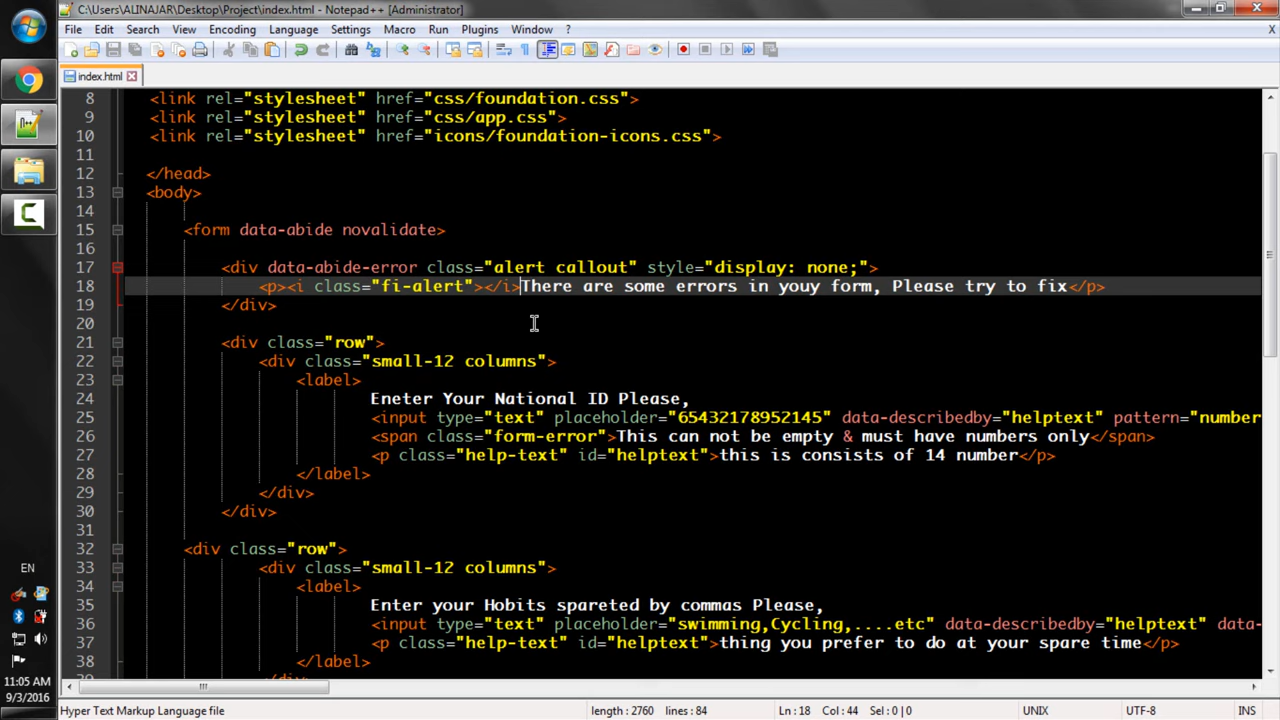 C:\Users\ALINAJAR\Desktop\Project\index.html - Notepad++ [Administrator]
File Edit Search View Encoding Language Settings Macro Run Plugins Window ? X
index.html
8 <link rel="stylesheet" href="css/foundation.css">
9 <link rel="stylesheet" href="css/app.css">
10 <link rel="stylesheet" href="icons/foundation-icons.css">
11
12 </head>
13 <body>
14
15 <form data-abide novalidate>
16
17 <div data-abide-error class="alert callout" style="display: none;">
18 <p><i class="fi-alert"></i>There are some errors in youy form, Please try to fix</p>
19 </div>
20
21 <div class="row">
22 <div class="small-12 columns">
23 <label>
24 Eneter Your National ID Please,
25 <input type="text" placeholder="65432178952145" data-describedby="helptext" pattern="number
26 <span class="form-error">This can not be empty & must have numbers only</span>
27 <p class="help-text" id="helptext">this is consists of 14 number</p>
28 </label>
29 </div>
30 </div>
31
32 <div class="row">
33 <div class="small-12 columns">
34 <label>
35 Enter your Hobits spareted by commas Please,
36 <input type="text" placeholder="swimming,Cycling,....etc" data-describedby="helptext" data-
37 <p class="help-text" id="helptext">thing you prefer to do at your spare time</p>
38 </label>
EN
11:05 AM
9/3/2016
Hyper Text Markup Language file length : 2760 lines : 84 Ln : 18 Col : 44 Sel : 0 | 0 UNIX UTF-8 INS